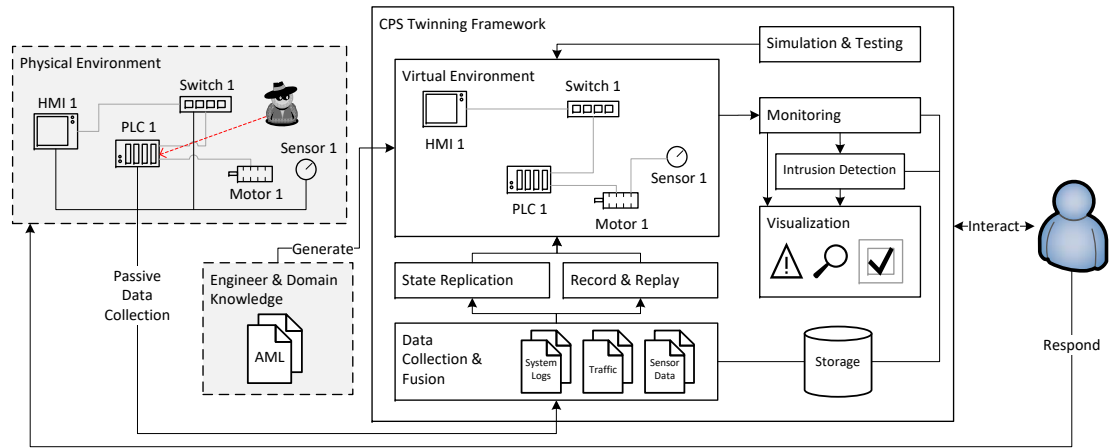 CPS Twinning Framework
Physical Environment
HMI 1
Switch 1
PLC 1
Sensor 1
Motor 1
Simulation & Testing
Virtual Environment
Switch 1
HMI 1
PLC 1
Sensor 1
Motor 1
Monitoring
Intrusion Detection
Visualization
Interact
Generate
Passive
Data
Collection
Engineer & Domain
Knowledge
AML
State Replication
Record & Replay
Data
Collection &
Fusion
System
Logs
Traffic
Sensor
Data
Storage
Respond